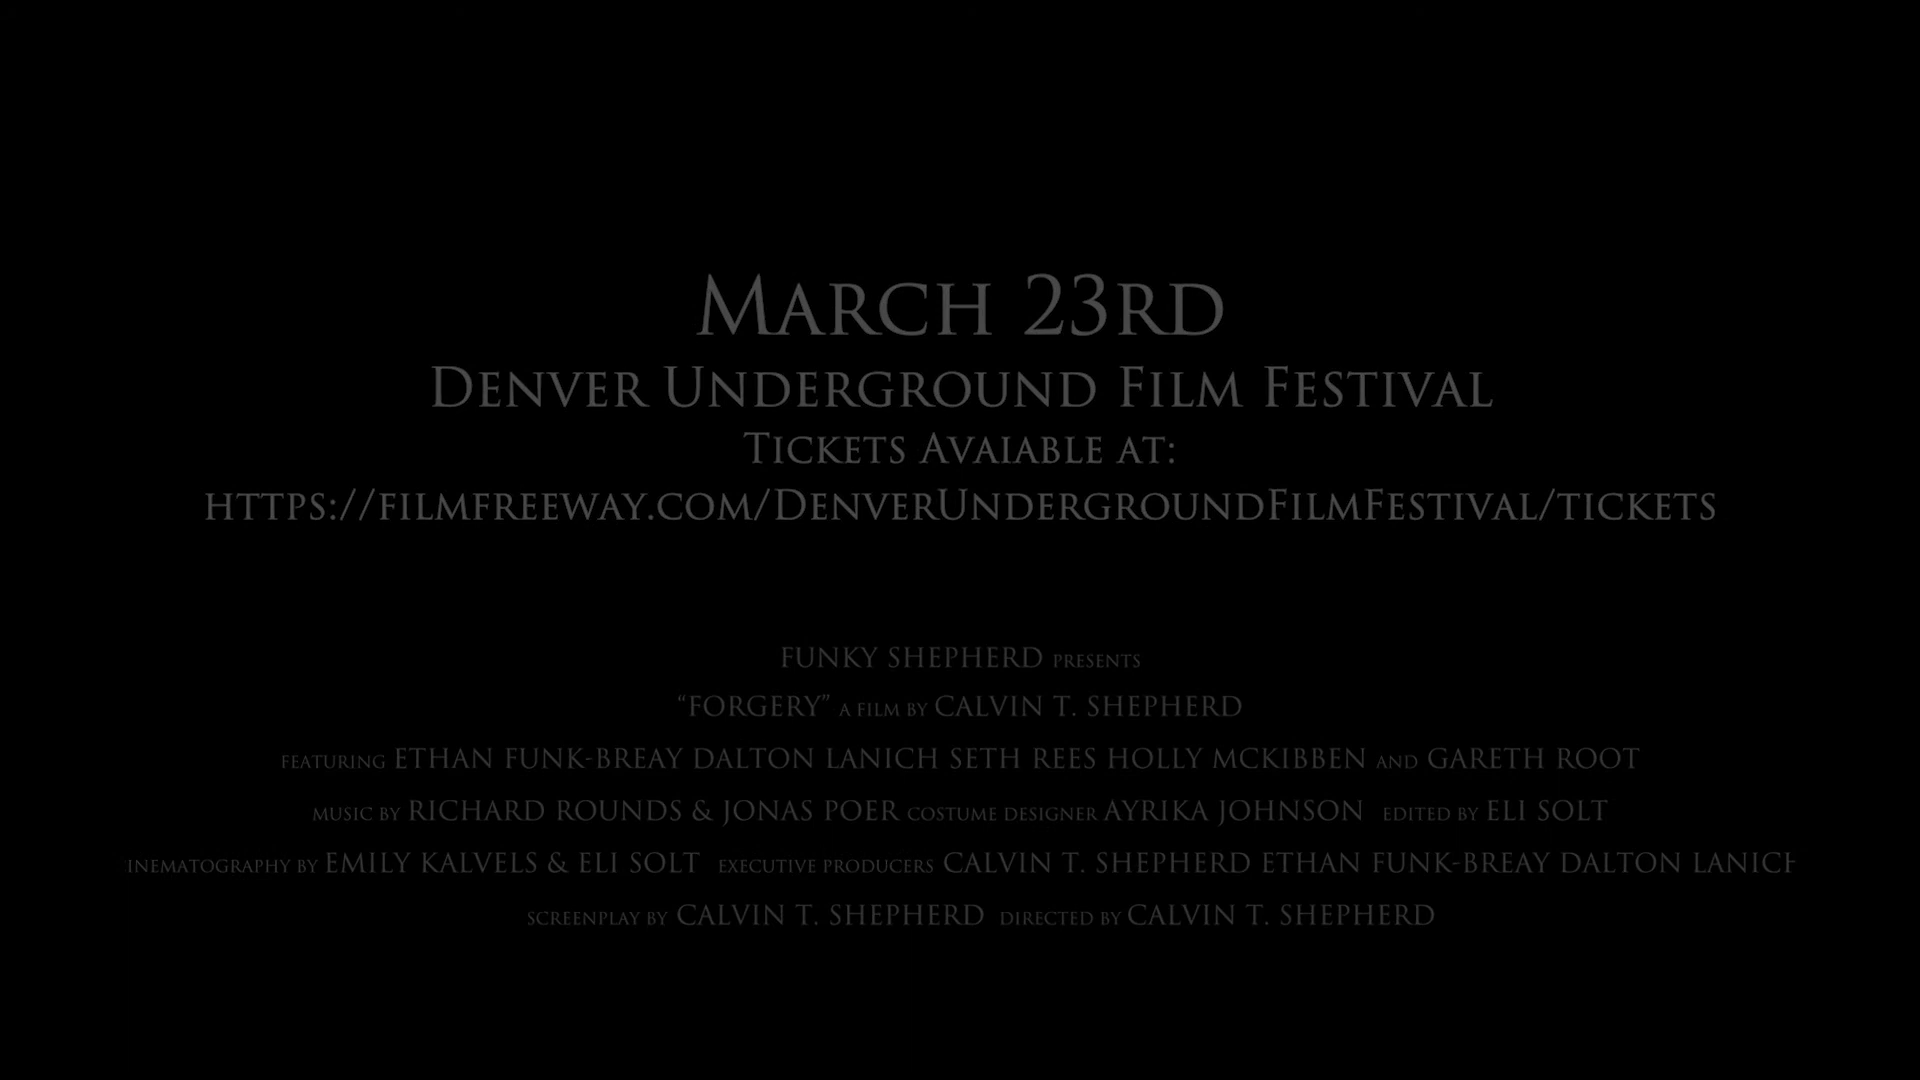 March 23rd
Denver Underground Film Festival
Tickets Avaiable at:
https://filmfreeway.com/DenverUndergroundFilmFestival/tickets
FUNKY SHEPHERD PRESENTS
“FORGERY” A FILM BY CALVIN T. SHEPHERD
FEATURING ETHAN FUNK-BREAY DALTON LANICH SETH REES HOLLY MCKIBBEN AND GARETH ROOT
MUSIC BY RICHARD ROUNDS & JONAS POER COSTUME DESIGNER AYRIKA JOHNSON EDITED BY ELI SOLT
INEMATOGRAPHY BY EMILY KALVELS & ELI SOLT EXECUTIVE PRODUCERS CALVIN T. SHEPHERD ETHAN FUNK-BREAY DALTON LANICH
SCREENPLAY BY CALVIN T. SHEPHERD DIRECTED BY CALVIN T. SHEPHERD